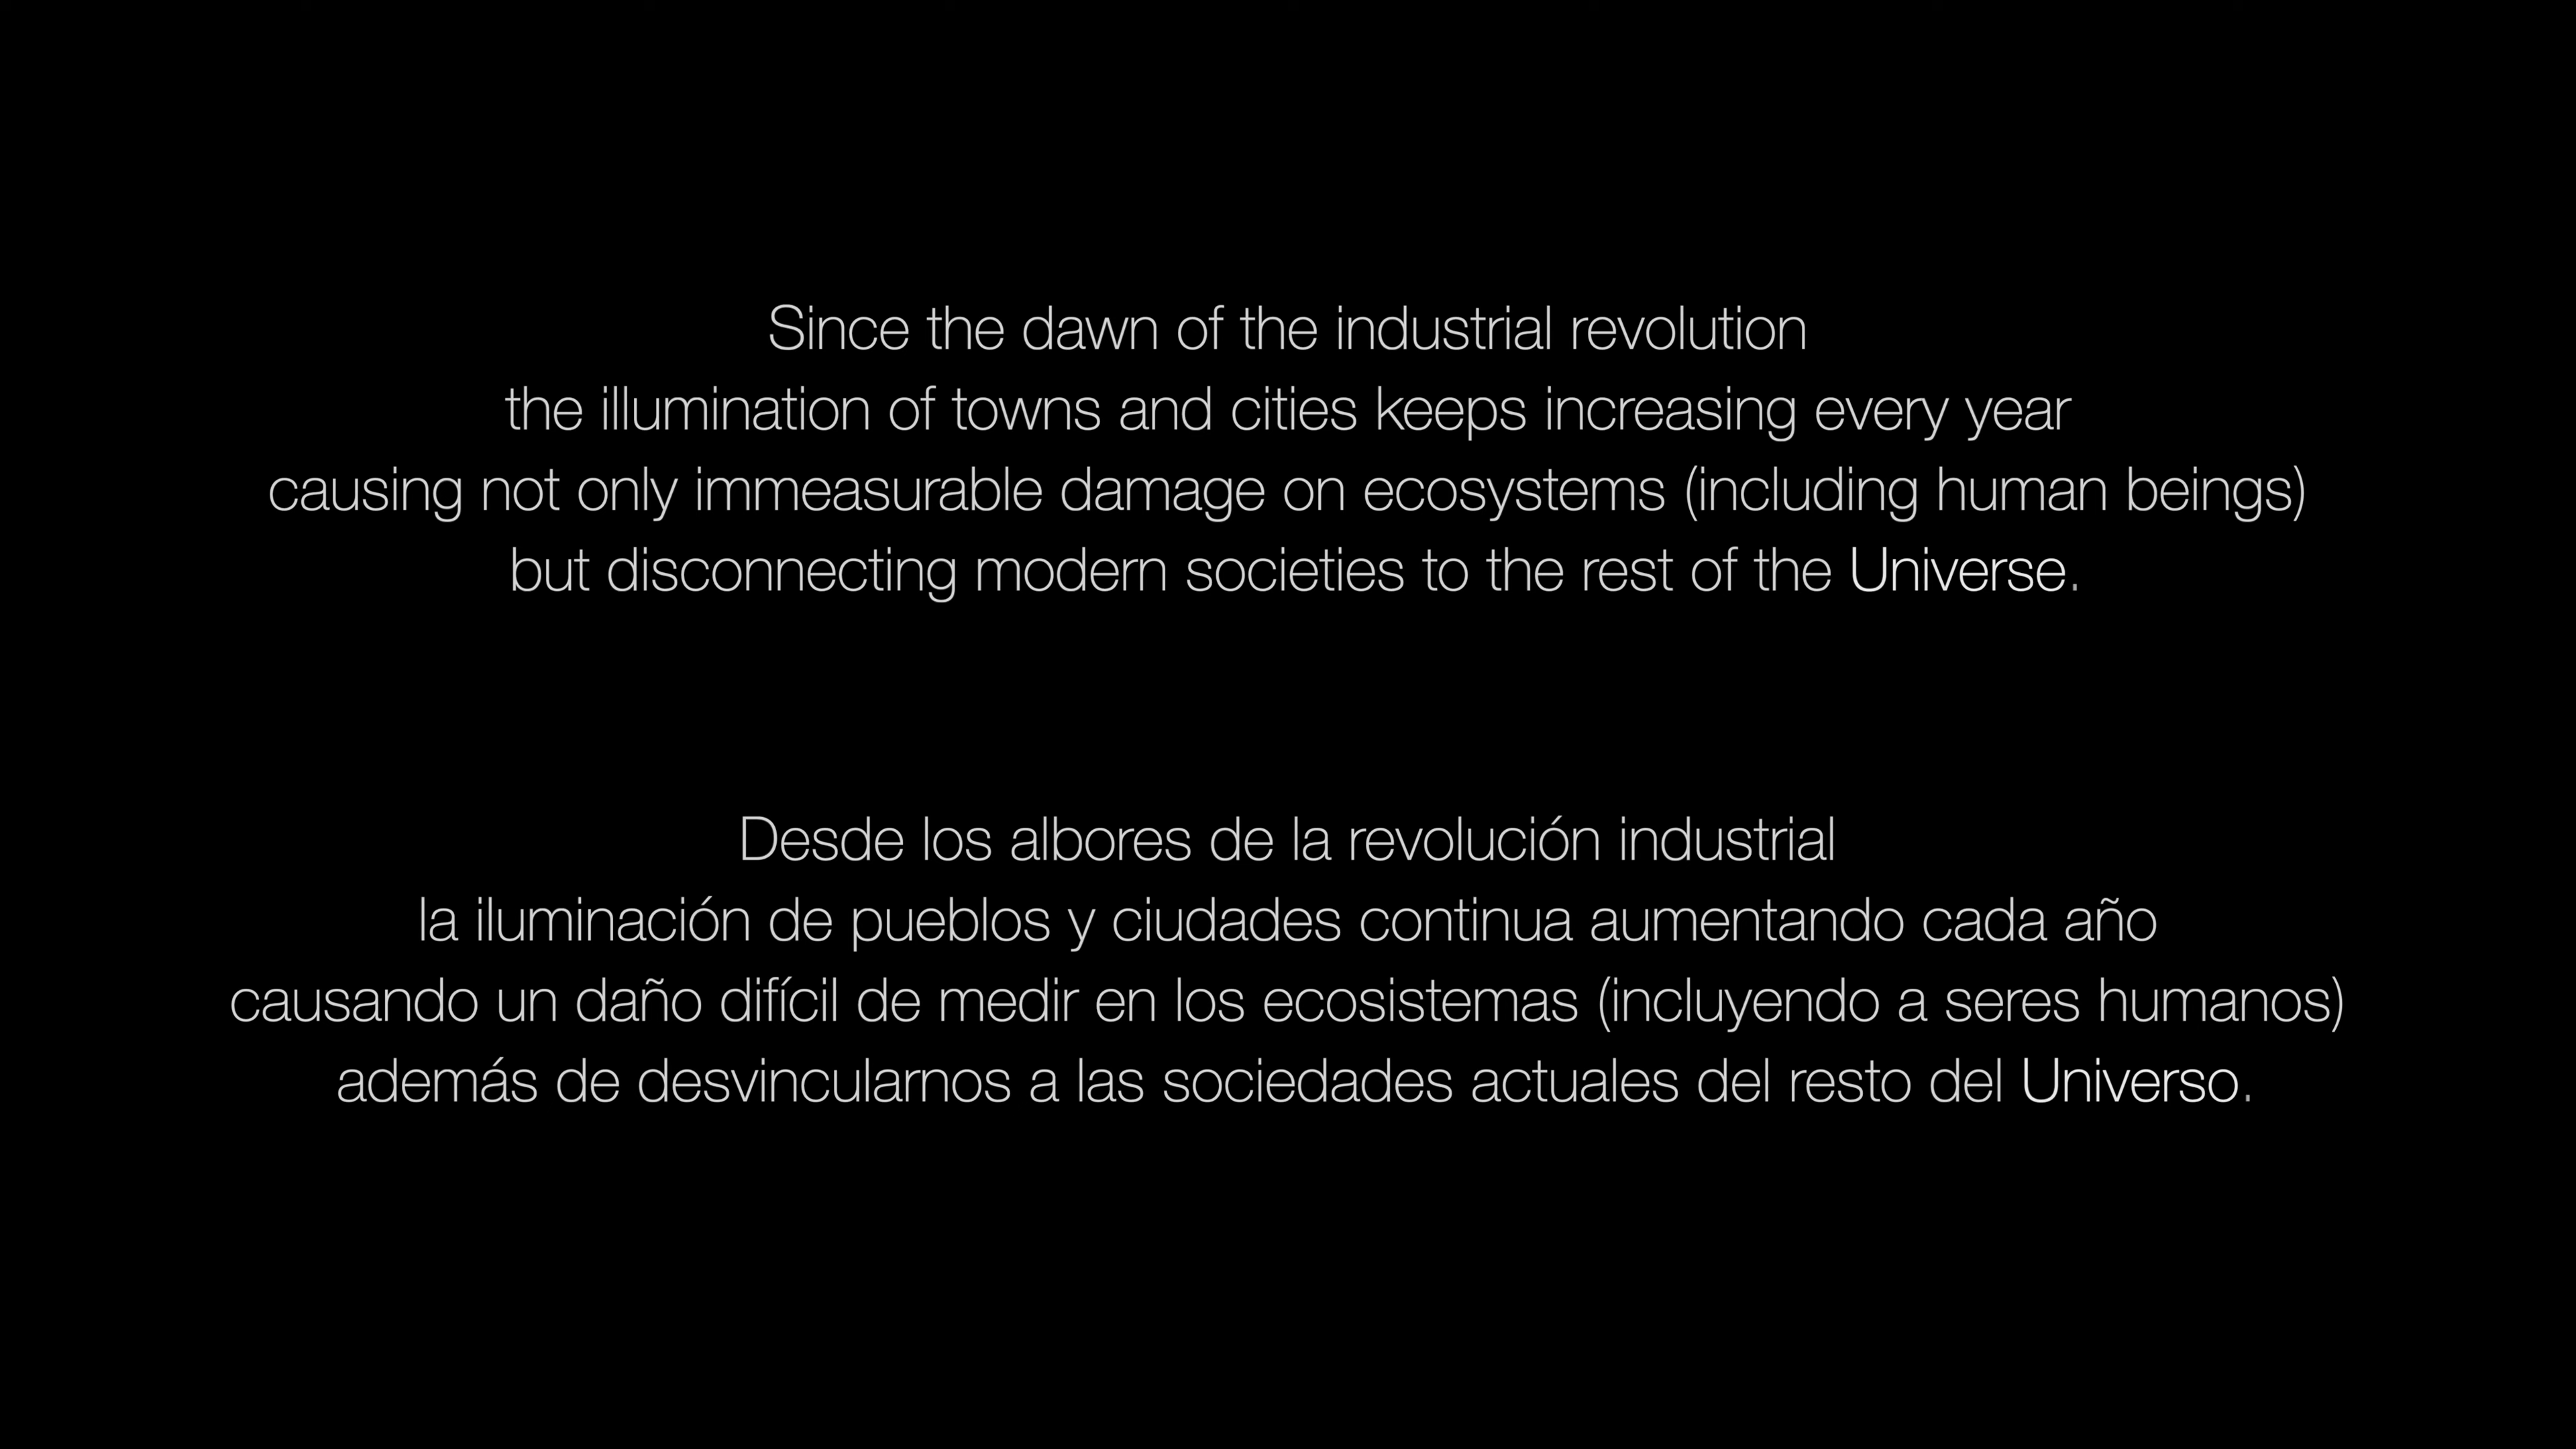 Since the dawn of the industrial revolution
the illumination of towns and cities keeps increasing every year
causing not only immeasurable damage on ecosystems (including human beings)
but disconnecting modern societies to the rest of the Universe.
Desde los albores de la revolución industrial
la iluminación de pueblos y ciudades continua aumentando cada año
causando un daño difícil de medir en los ecosistemas (incluyendo a seres humanos)
además de desvincularnos a las sociedades actuales del resto del Universo.